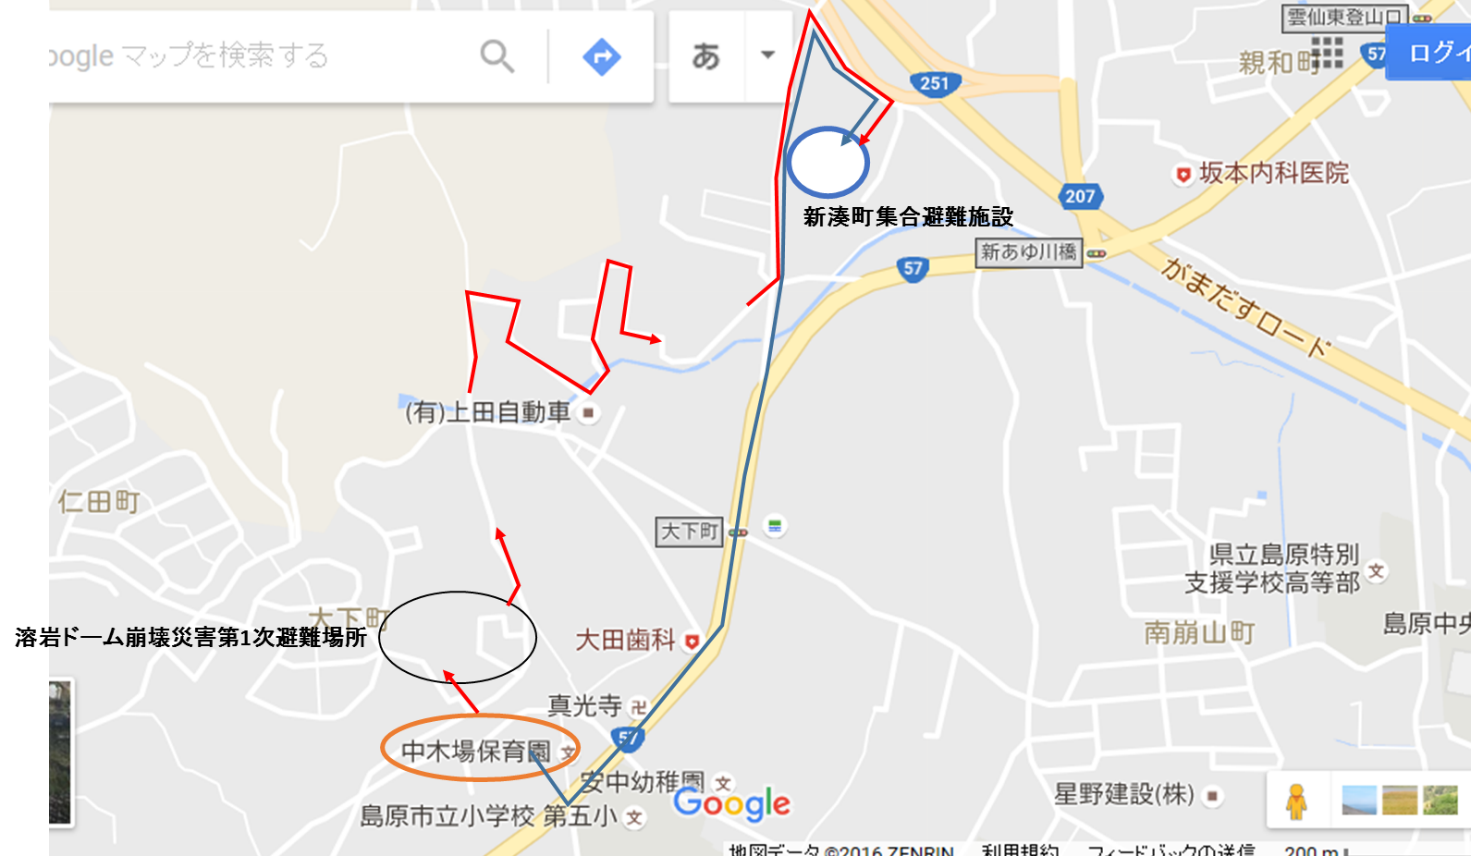 雲仙東登山口
oogle マップを検索する
あ
ログイ
親和町
57
251
坂本内科医院
207
新湊町集合避難施設
新あゆ川橋
57
がまだすロード
(有)上田自動車
仁田町
大下町
県立島原特別
支援学校高等部
大下町
溶岩ドーム崩壊災害第1次避難場所
大田歯科
南崩山町
島原中央
真光寺
57
中木場保育園
安中幼稚園
Google
島原市立小学校 第五小
星野建設(株)
地図データ ©2016 ZENRIN 利用規約 フィードバックの送信 200 m